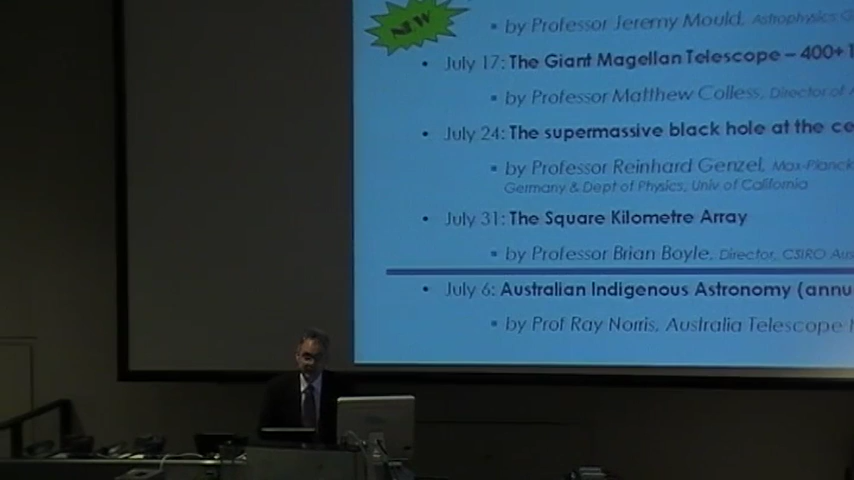 NEW
▪ by Professor Jeremy Mould, Astrophysics
• July 17: The Giant Magellan Telescope – 400+
▪ by Professor Matthew Colless, Director of
• July 24: The supermassive black hole at the ce
▪ by Professor Reinhard Genzel, Max-Planck
Germany & Dept of Physics, Univ of California
• July 31: The Square Kilometre Array
▪ by Professor Brian Boyle, Director, CSIRO Aus
• July 6: Australian Indigenous Astronomy (annu
▪ by Prof Ray Norris, Australia Telescope